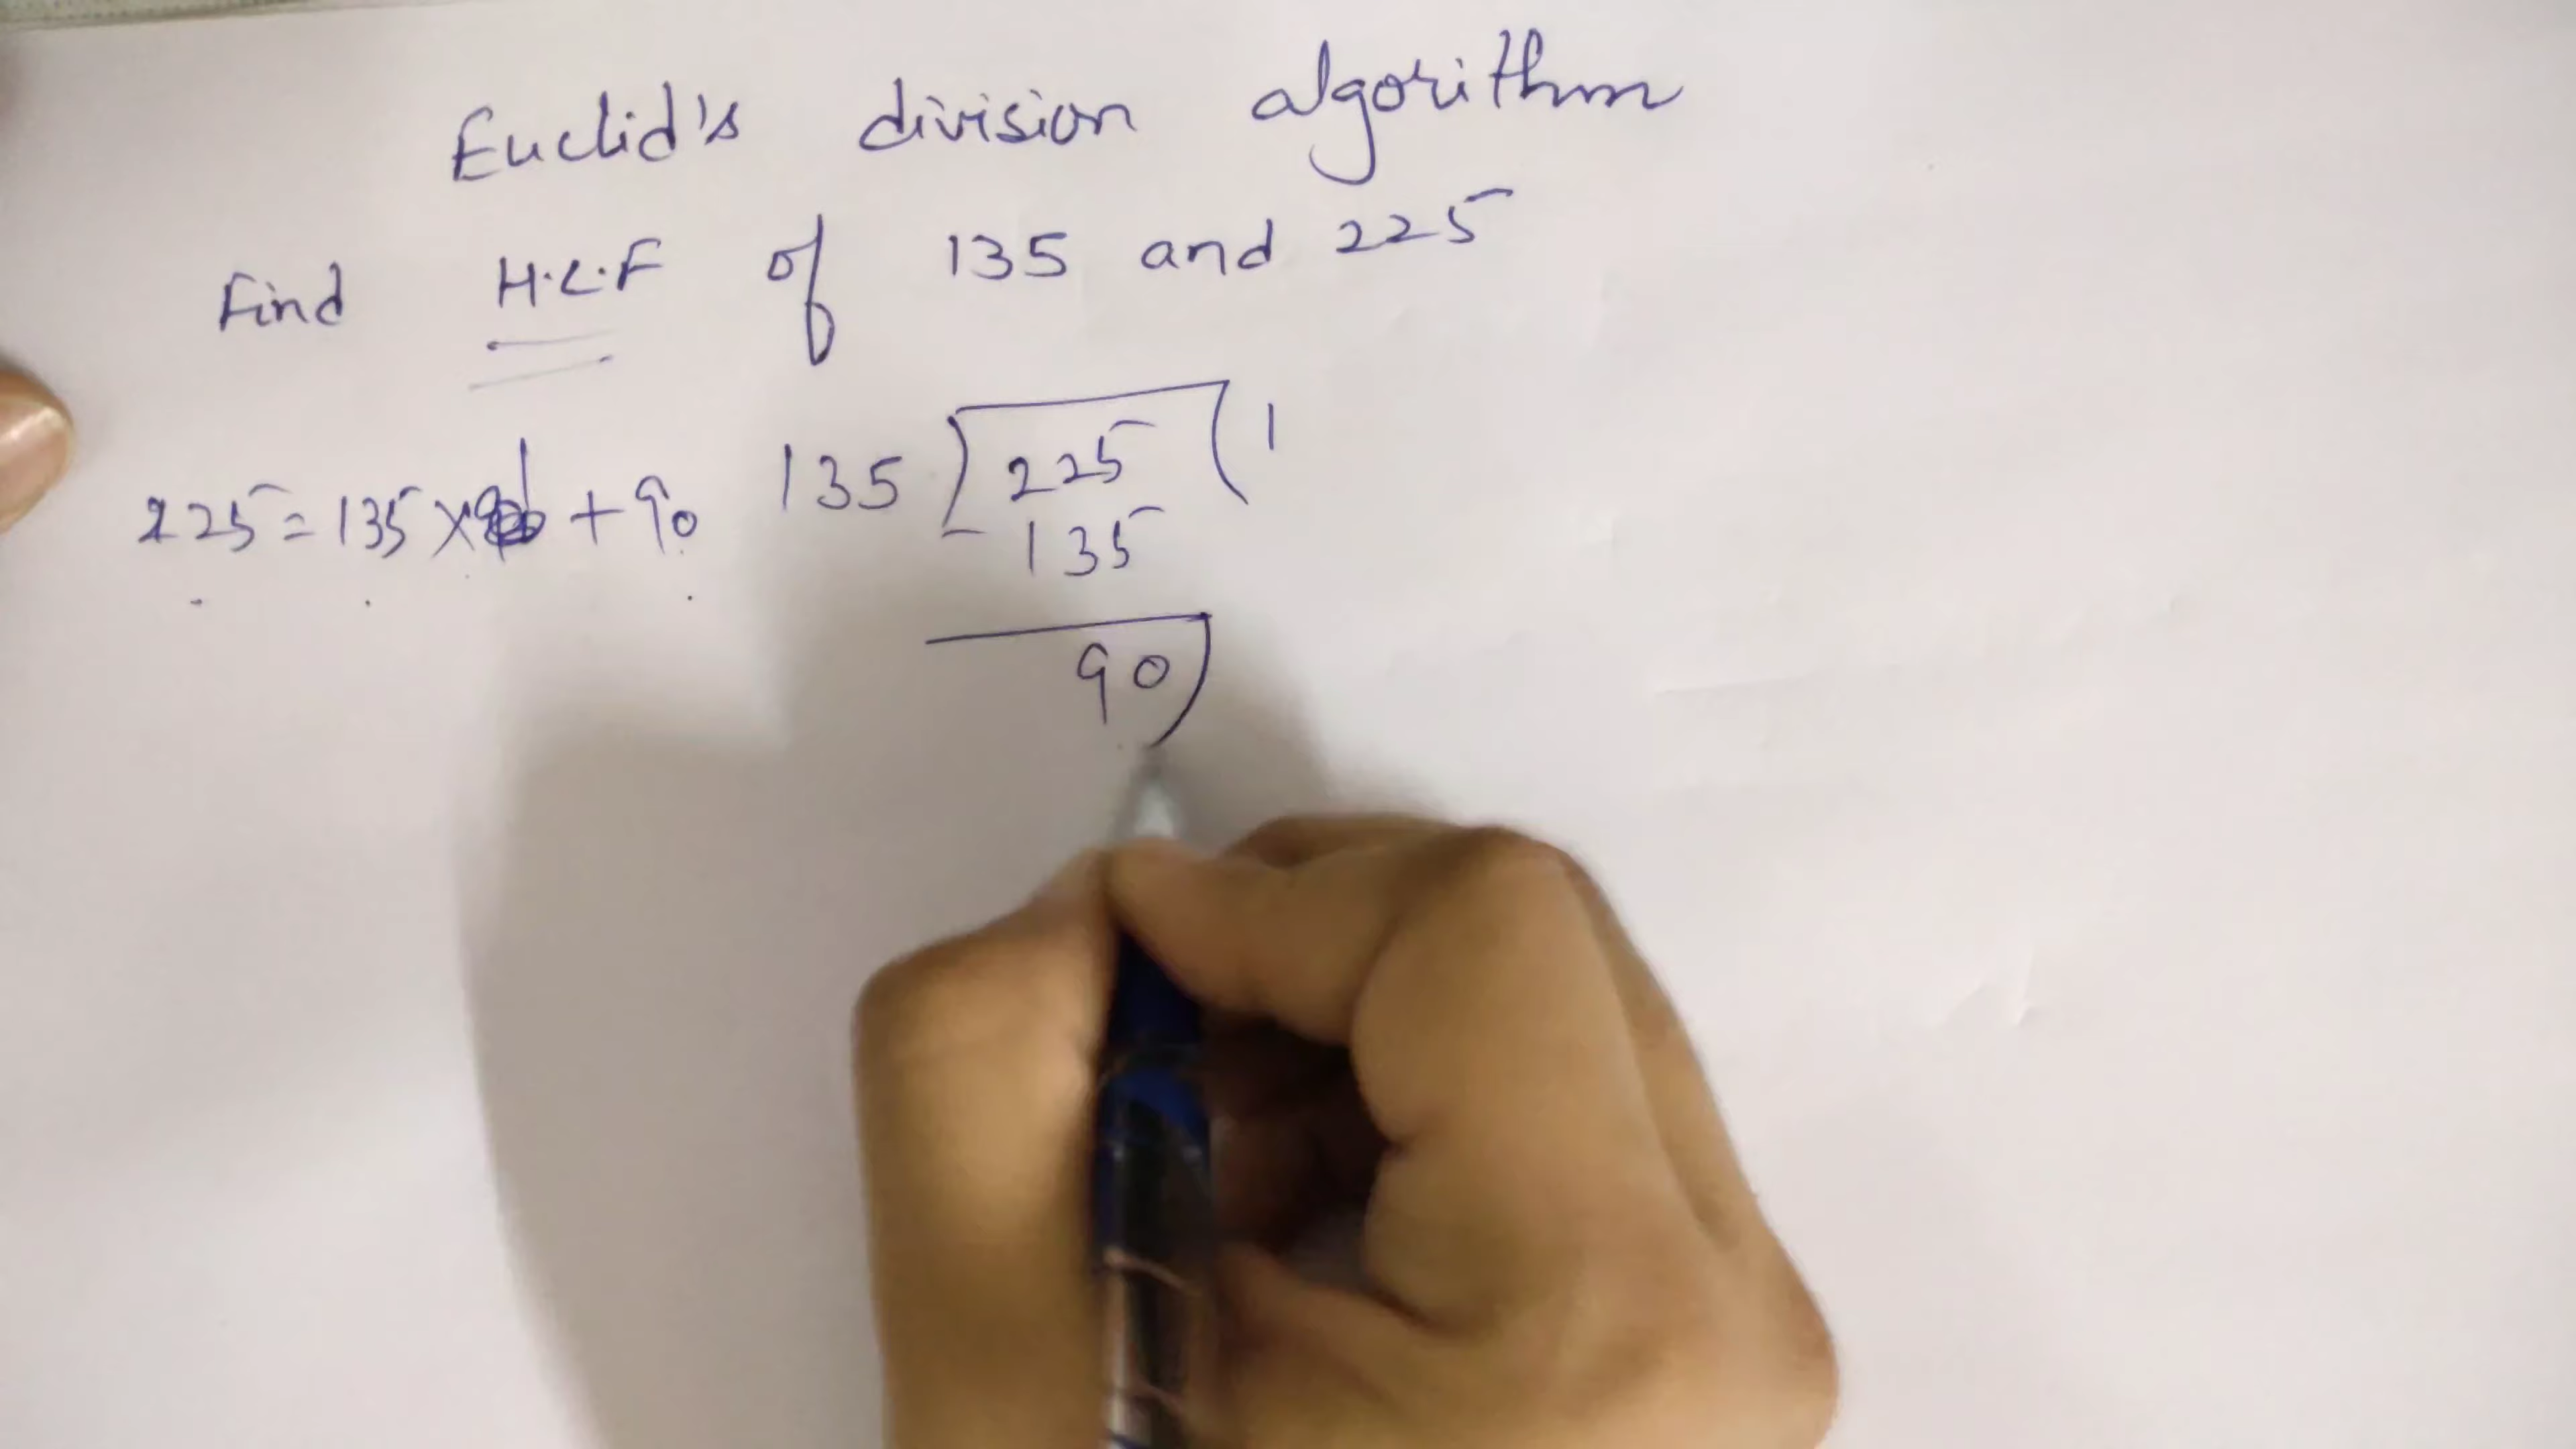 Euclid's division algorithm
Find H.C.F of 135 and 225
225 = 135 × 1 + 90
135 ) 225 ( 1
- 135
90